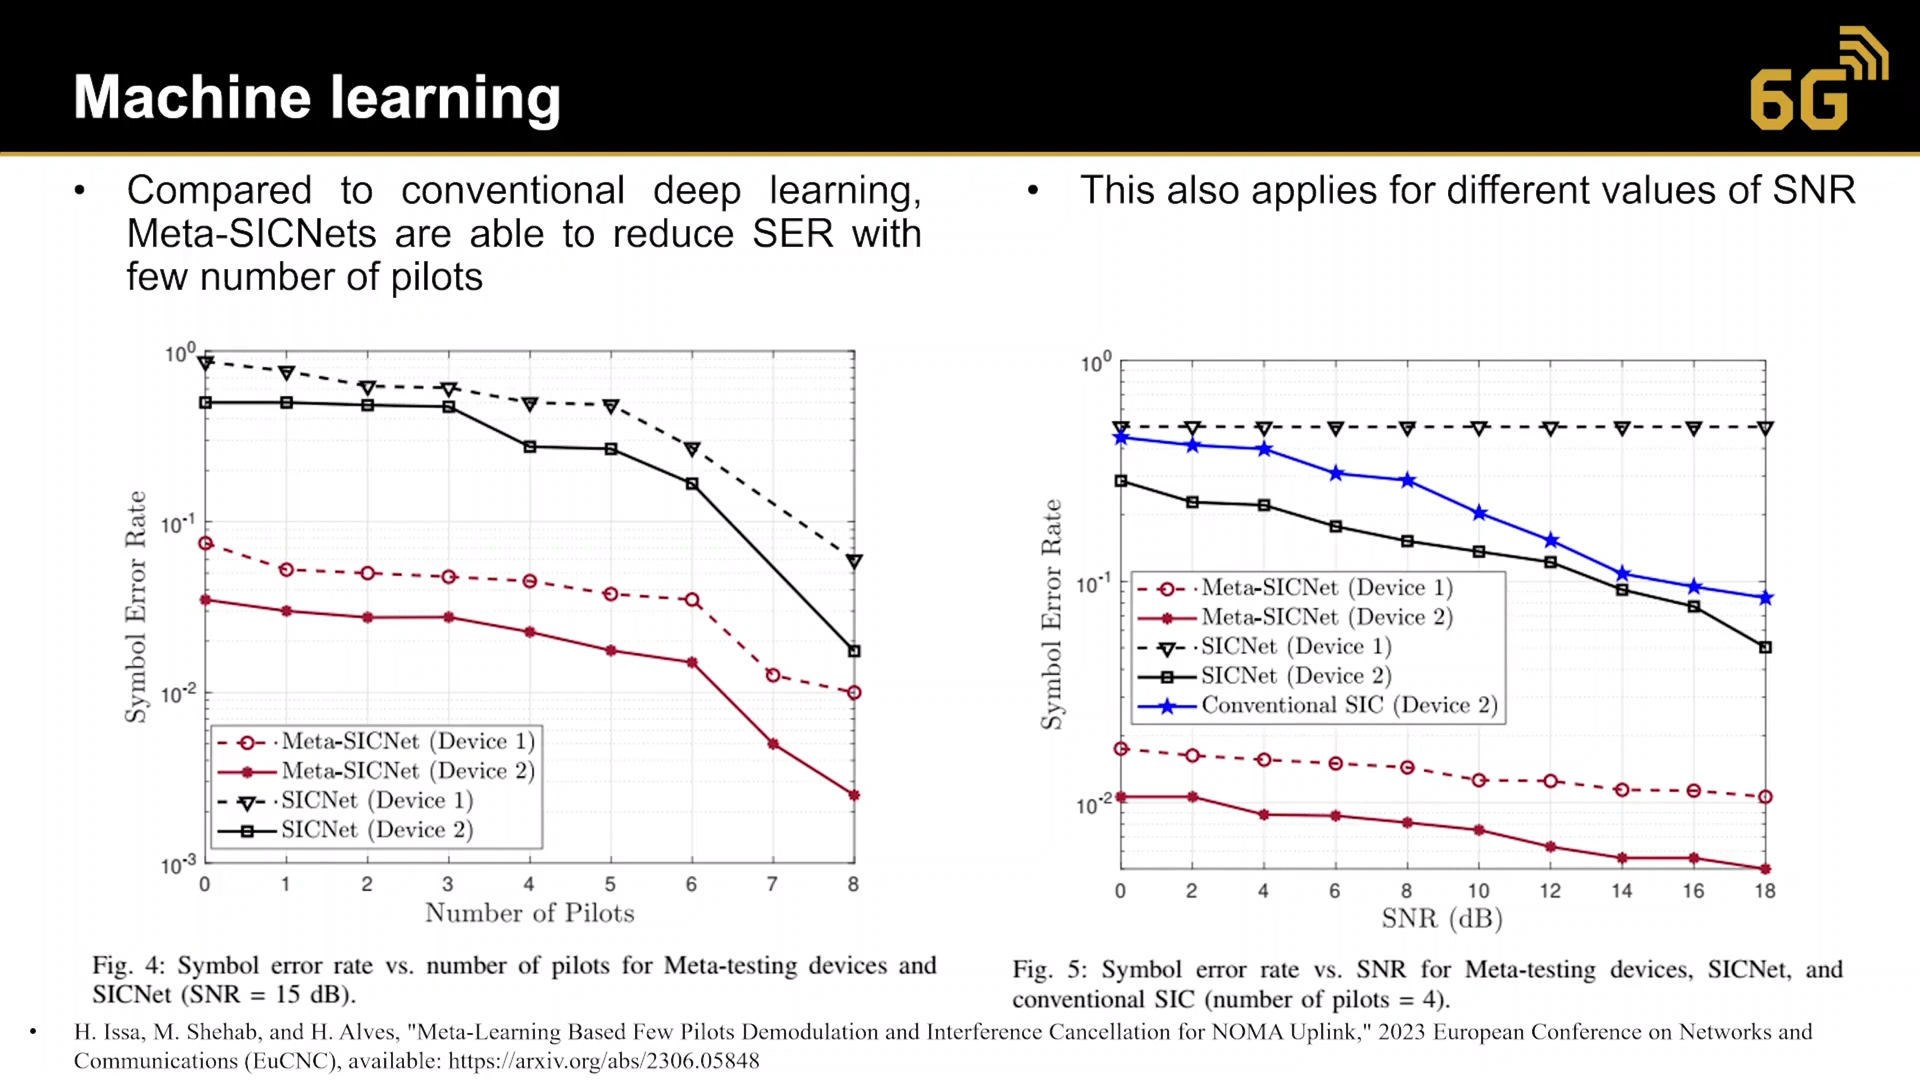 Machine learning
6G
• Compared to conventional deep learning,
Meta-SICNets are able to reduce SER with
few number of pilots
• This also applies for different values of SNR
10^0
10^-1
10^-2
10^-3
Symbol Error Rate
Meta-SICNet (Device 1)
Meta-SICNet (Device 2)
SICNet (Device 1)
SICNet (Device 2)
0 1 2 3 4 5 6 7 8
Number of Pilots
Fig. 4: Symbol error rate vs. number of pilots for Meta-testing devices and
SICNet (SNR = 15 dB).
10^0
10^-1
10^-2
Symbol Error Rate
Meta-SICNet (Device 1)
Meta-SICNet (Device 2)
SICNet (Device 1)
SICNet (Device 2)
Conventional SIC (Device 2)
0 2 4 6 8 10 12 14 16 18
SNR (dB)
Fig. 5: Symbol error rate vs. SNR for Meta-testing devices, SICNet, and
conventional SIC (number of pilots = 4).
• H. Issa, M. Shehab, and H. Alves, "Meta-Learning Based Few Pilots Demodulation and Interference Cancellation for NOMA Uplink," 2023 European Conference on Networks and
Communications (EuCNC), available: https://arxiv.org/abs/2306.05848